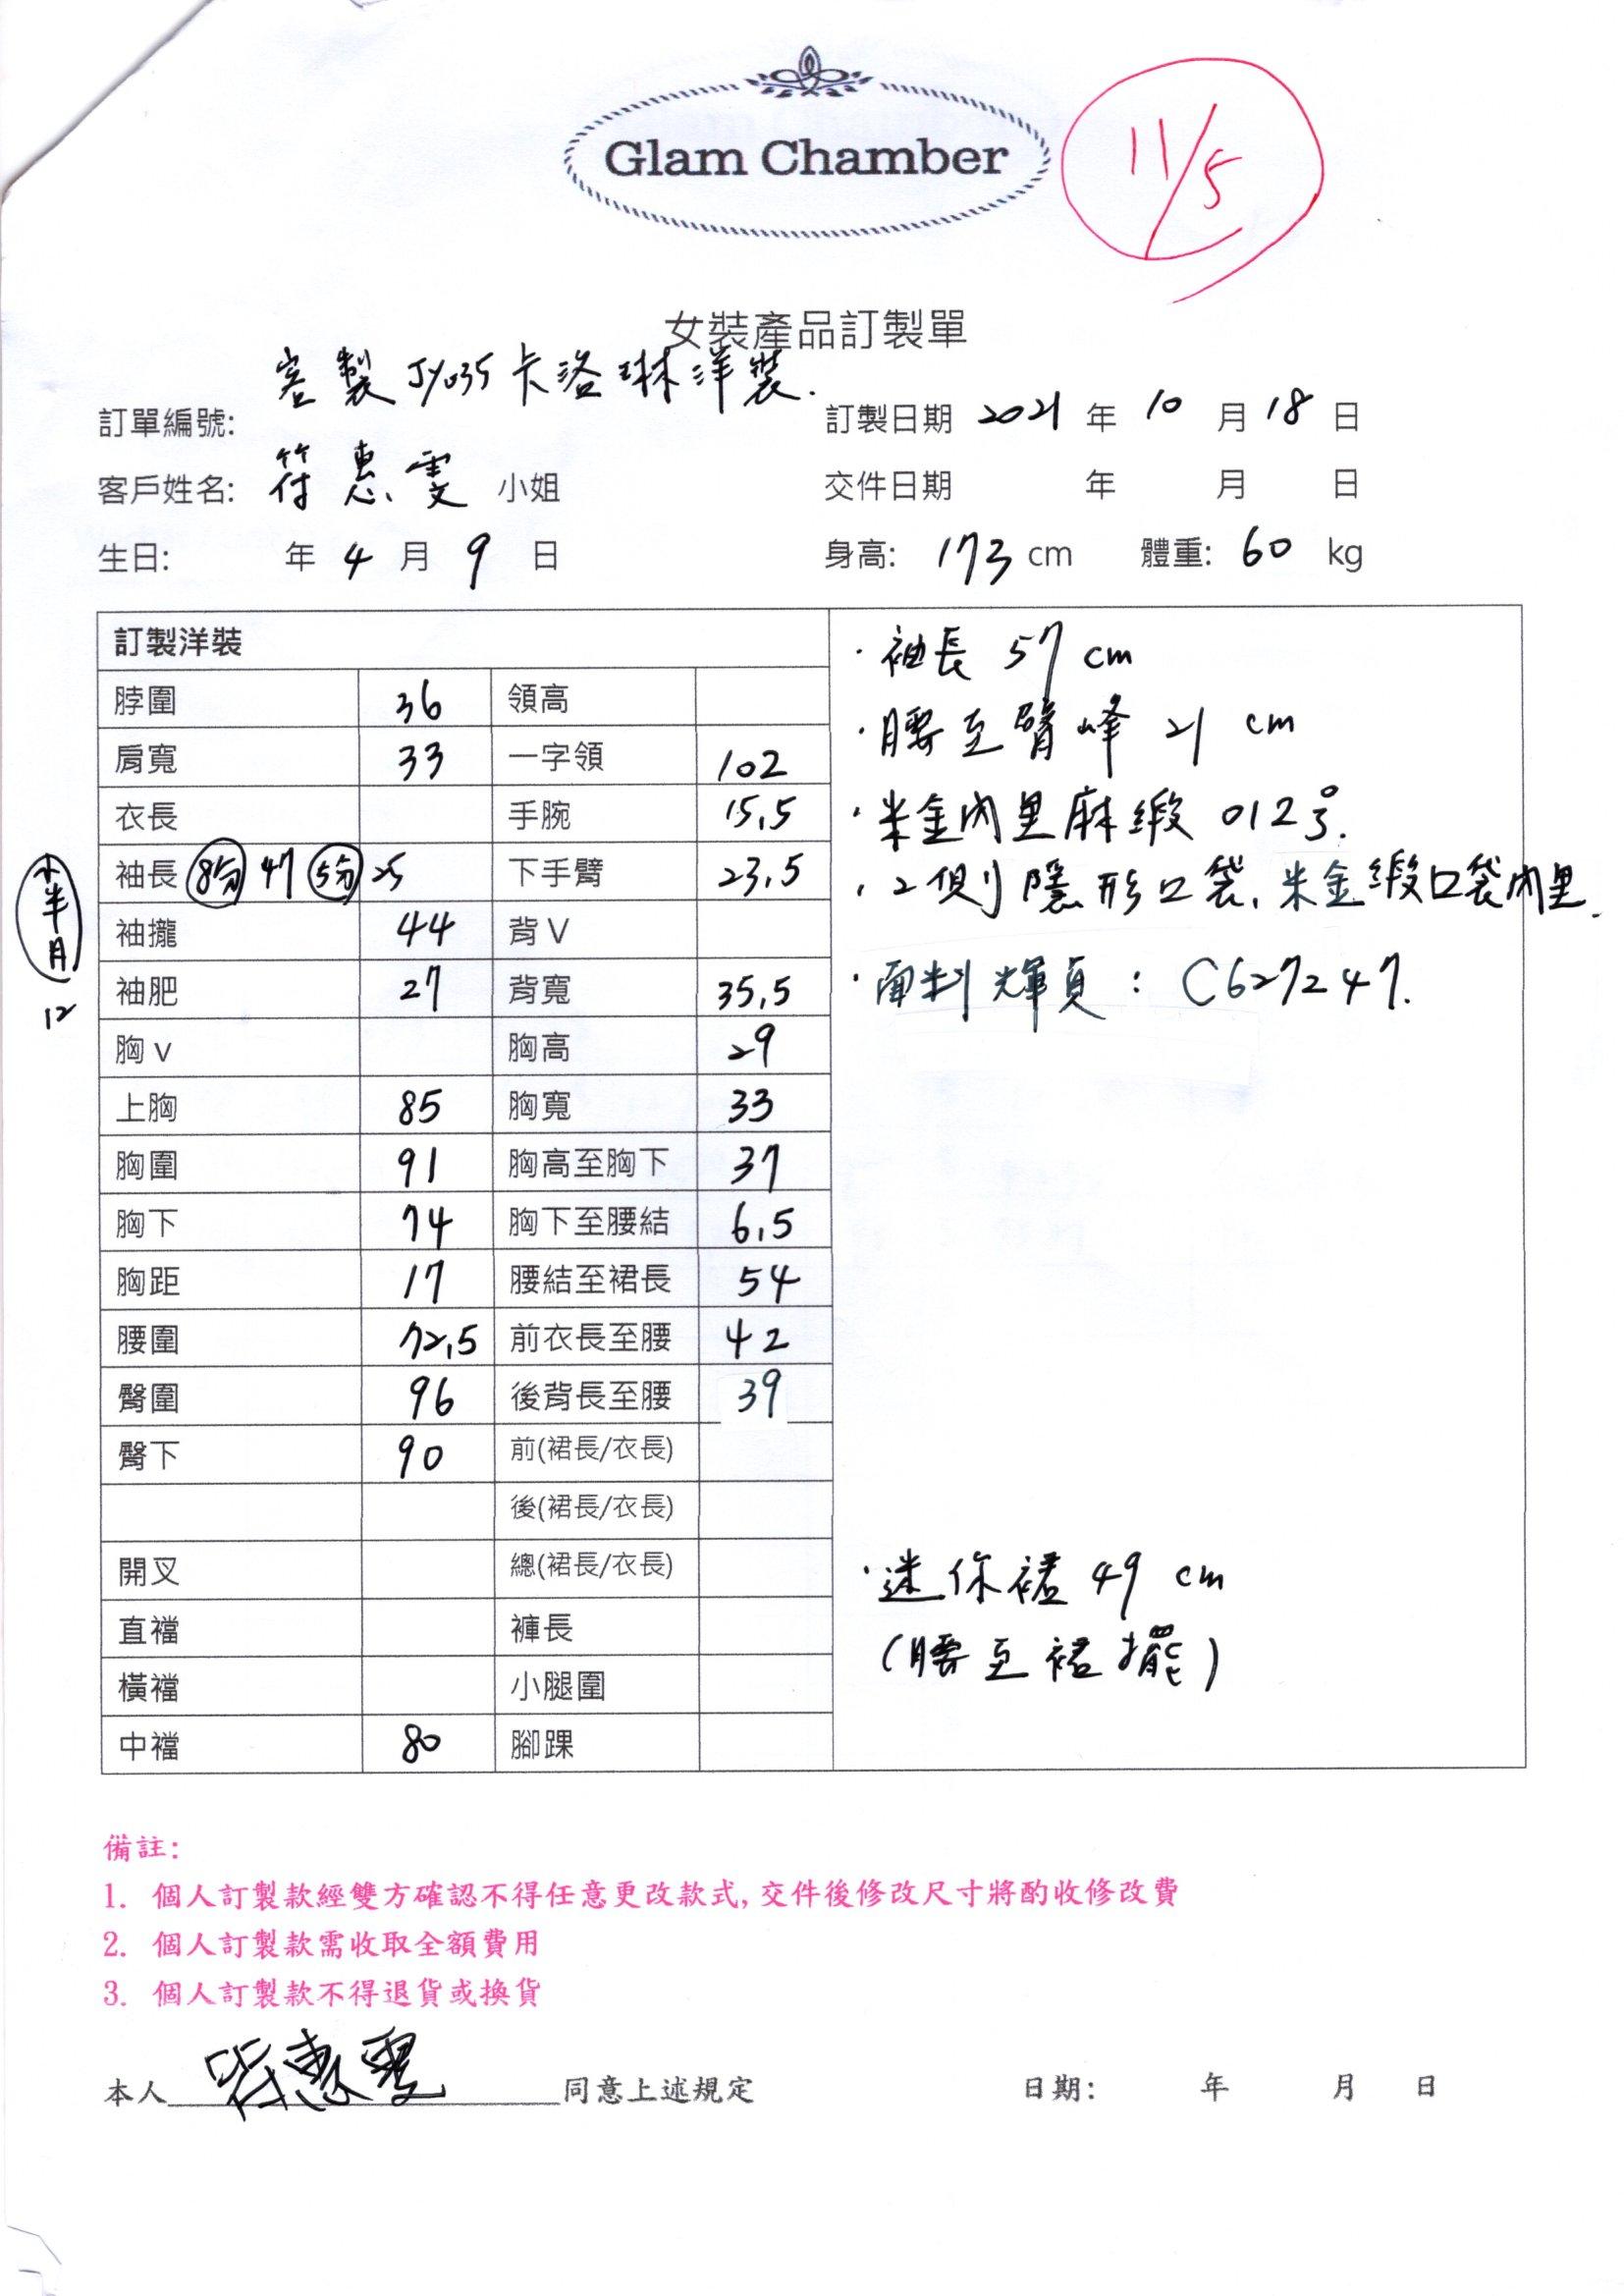 Glam Chamber
11/5
女裝產品訂製單
客製JY035卡洛琳洋裝.
訂單編號:
訂製日期 2021 年 10 月 18 日
客戶姓名: 符惠雯 小姐
交件日期 年 月 日
生日: 年 4 月 9 日
身高: 173 cm 體重: 60 kg
訂製洋裝
脖圍 36 領高
肩寬 33 一字領 102
衣長 手腕 15.5
袖長 8分 47 5分 25 下手臂 23.5
袖攏 44 背V
袖肥 27 背寬 35.5
胸v 胸高 29
上胸 85 胸寬 33
胸圍 91 胸高至胸下 37
胸下 74 胸下至腰結 6.5
胸距 17 腰結至裙長 54
腰圍 72.5 前衣長至腰 42
臀圍 96 後背長至腰 39
臀下 90 前(裙長/衣長)
後(裙長/衣長)
開叉 總(裙長/衣長)
直襠 褲長
橫襠 小腿圍
中襠 80 腳踝
半月
12
·袖長 57 cm
·腰至臀峰 21 cm
·米金內里麻緞 012号.
·2側隱形口袋、米金緞口袋內里.
·面料輝貞：C627247.
·迷你裙 49 cm
(腰至裙擺)
備註:
1. 個人訂製款經雙方確認不得任意更改款式,交件後修改尺寸將酌收修改費
2. 個人訂製款需收取全額費用
3. 個人訂製款不得退貨或換貨
本人 符惠雯 同意上述規定 日期: 年 月 日